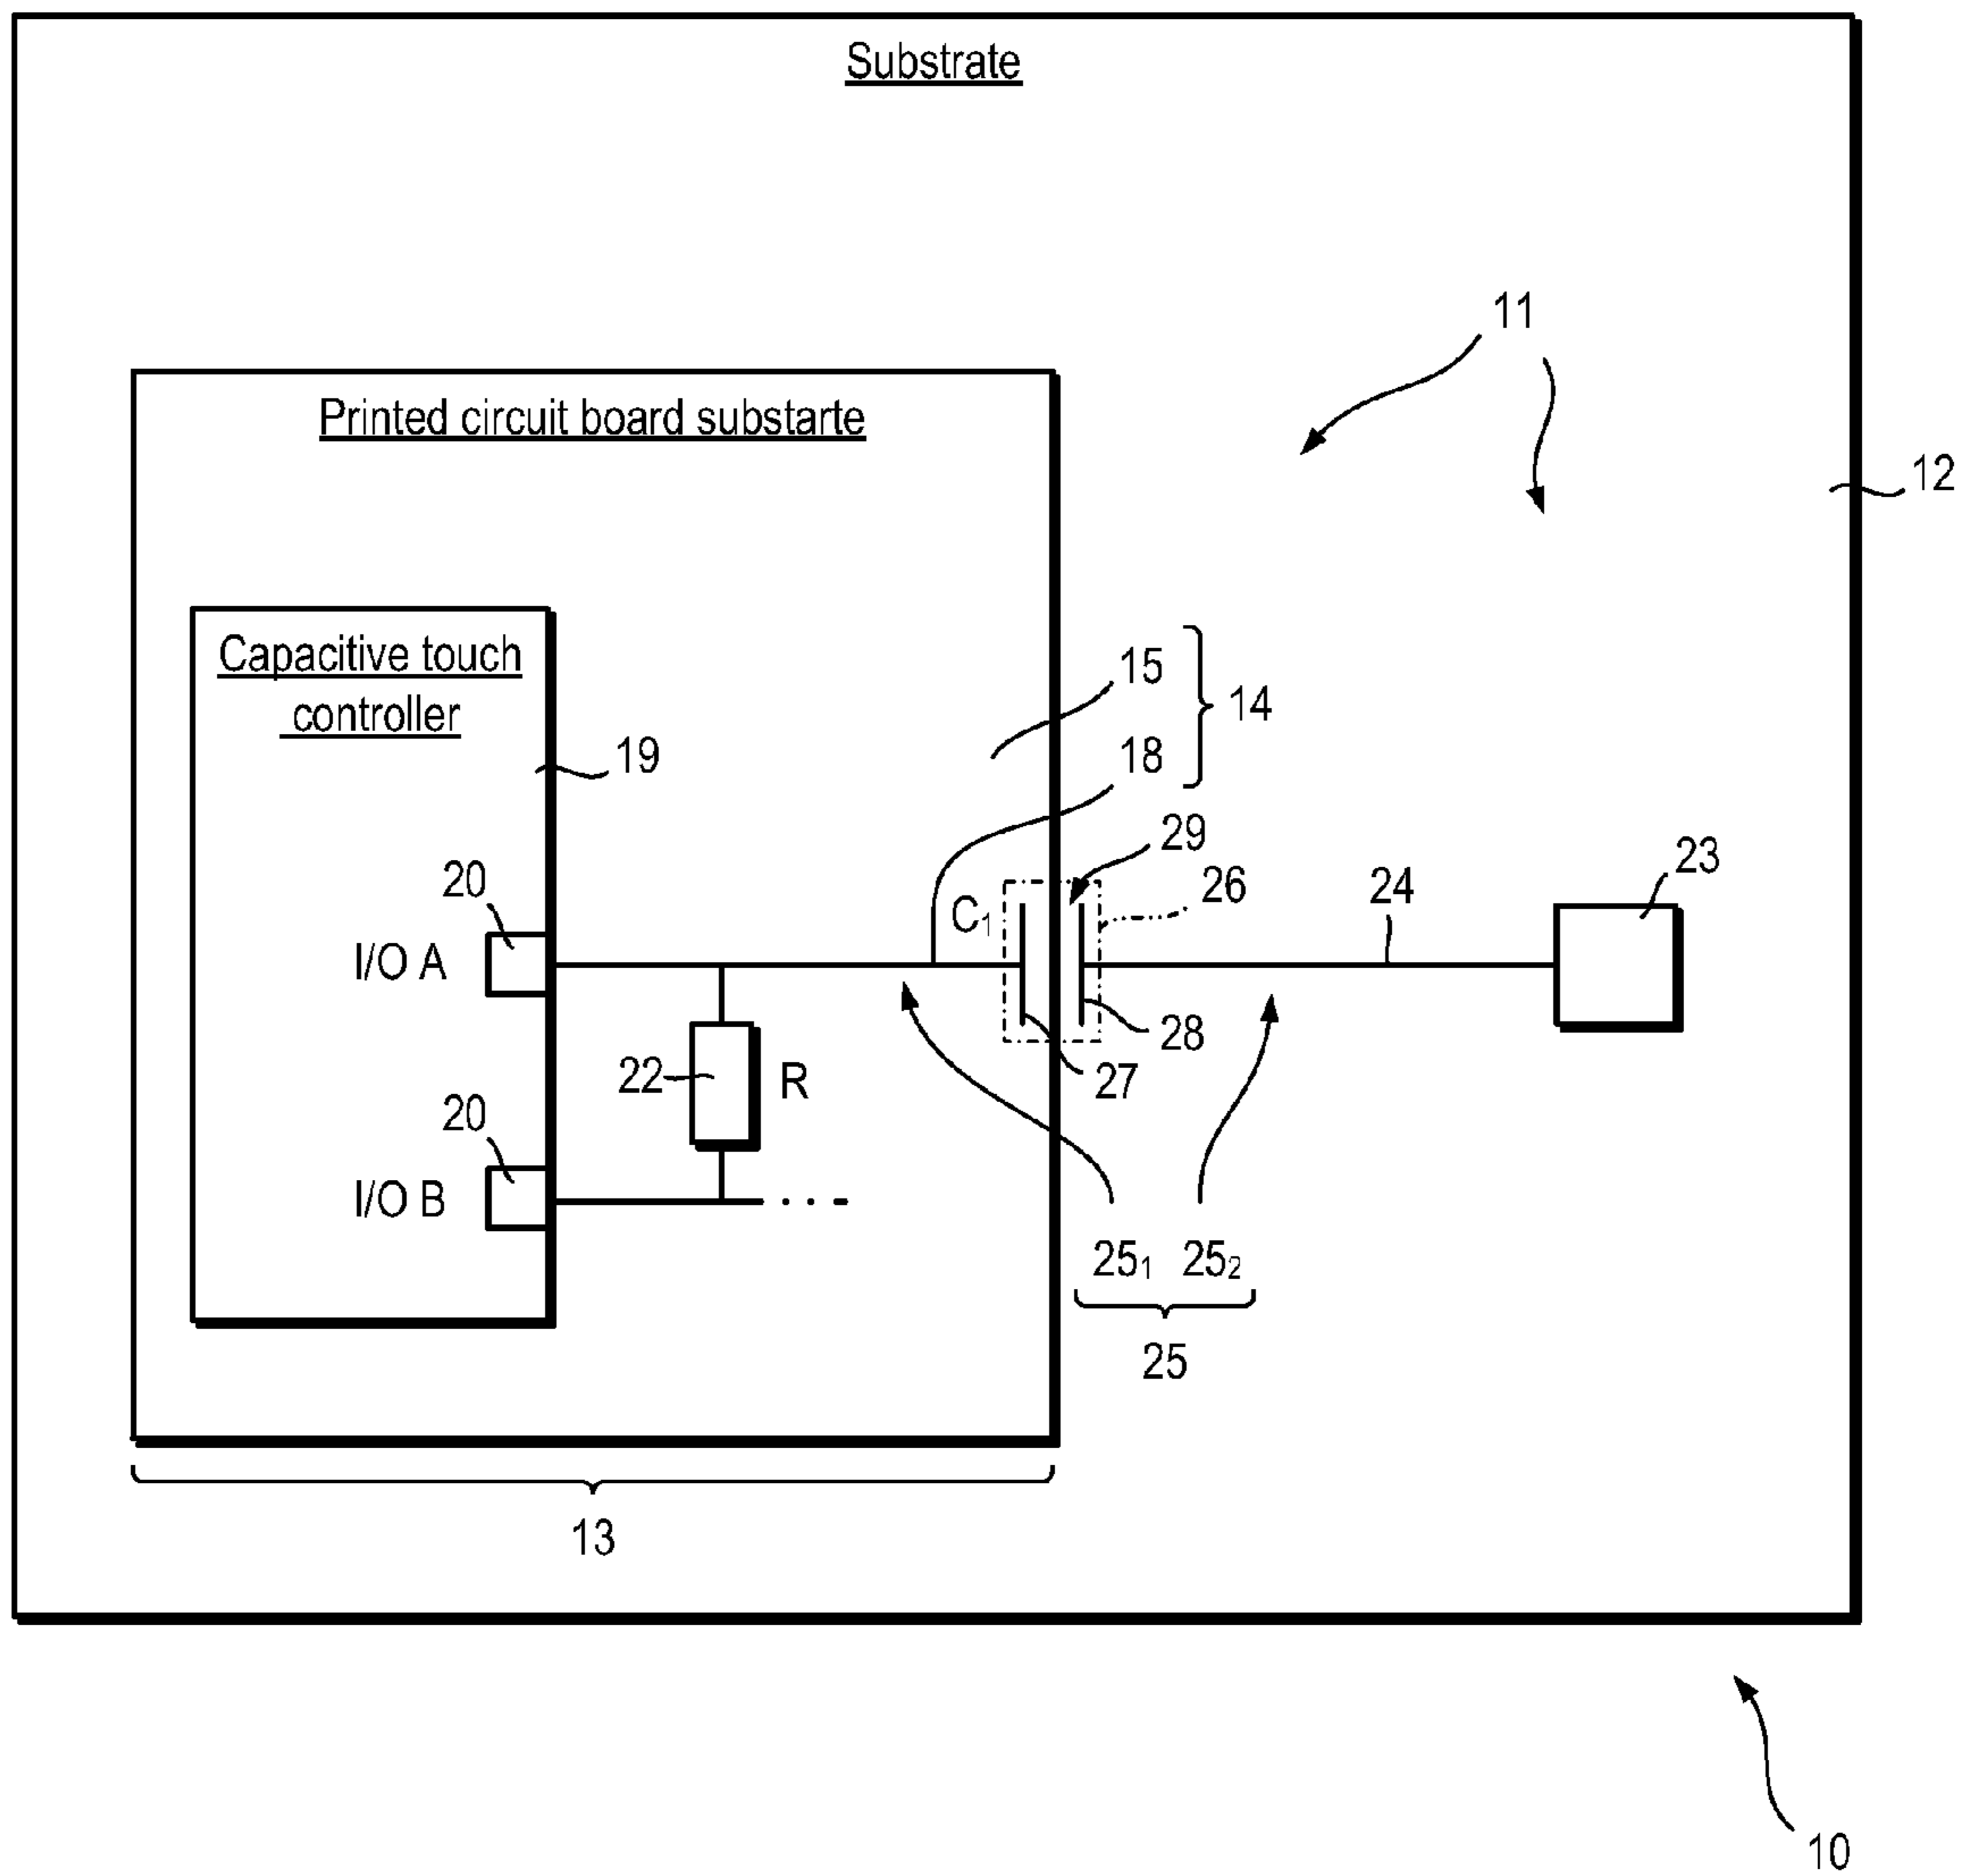 Substrate
11
Printed circuit board substarte
12
Capacitive touch
controller
15
14
18
19
29
23
20
26
24
C1
I/O A
28
22
R
27
20
I/O B
. . .
25₁ 25₂
25
13
10